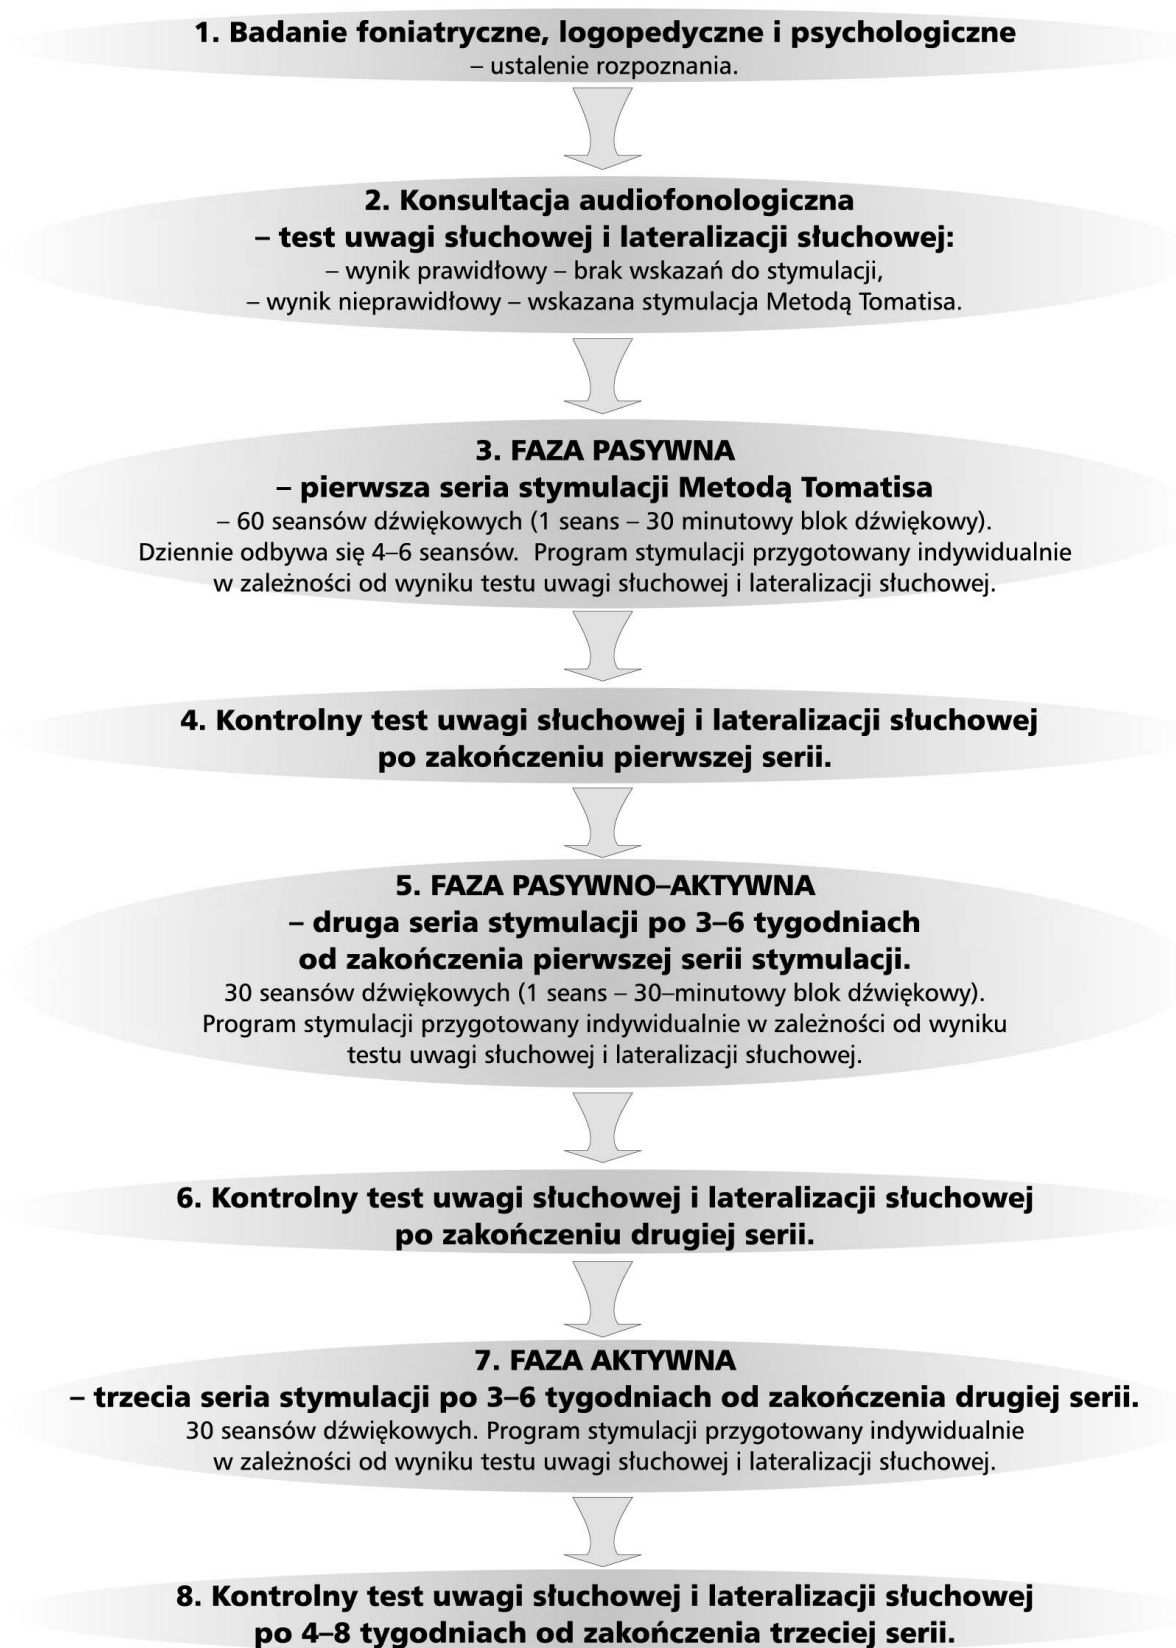 1. Badanie foniatryczne, logopedyczne i psychologiczne
– ustalenie rozpoznania.
2. Konsultacja audiofonologiczna
– test uwagi słuchowej i lateralizacji słuchowej:
– wynik prawidłowy – brak wskazań do stymulacji,
– wynik nieprawidłowy – wskazana stymulacja Metodą Tomatisa.
3. FAZA PASYWNA
– pierwsza seria stymulacji Metodą Tomatisa
– 60 seansów dźwiękowych (1 seans – 30 minutowy blok dźwiękowy).
Dziennie odbywa się 4–6 seansów. Program stymulacji przygotowany indywidualnie
w zależności od wyniku testu uwagi słuchowej i lateralizacji słuchowej.
4. Kontrolny test uwagi słuchowej i lateralizacji słuchowej
po zakończeniu pierwszej serii.
5. FAZA PASYWNO–AKTYWNA
– druga seria stymulacji po 3–6 tygodniach
od zakończenia pierwszej serii stymulacji.
30 seansów dźwiękowych (1 seans – 30–minutowy blok dźwiękowy).
Program stymulacji przygotowany indywidualnie w zależności od wyniku
testu uwagi słuchowej i lateralizacji słuchowej.
6. Kontrolny test uwagi słuchowej i lateralizacji słuchowej
po zakończeniu drugiej serii.
7. FAZA AKTYWNA
– trzecia seria stymulacji po 3–6 tygodniach od zakończenia drugiej serii.
30 seansów dźwiękowych. Program stymulacji przygotowany indywidualnie
w zależności od wyniku testu uwagi słuchowej i lateralizacji słuchowej.
8. Kontrolny test uwagi słuchowej i lateralizacji słuchowej
po 4–8 tygodniach od zakończenia trzeciej serii.